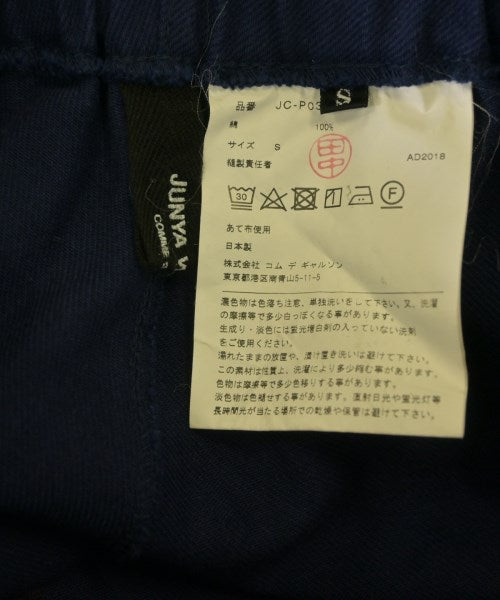 品番 JC-P03
S
綿 100%
サイズ S
縫製責任者
田中
AD2018
30
F
あて布使用
日本製
株式会社 コム デ ギャルソン
東京都港区南青山5-11-5
濃色物は色落ち注意、単独洗いをして下さい。又、洗濯
の摩擦等で多少白っぽくなる事があります。
生成り・淡色には蛍光増白剤の入っていない洗剤
をご使用ください。
濡れたままの放置や、漬け置き洗いは避けて下さい。
この素材は性質上、洗濯により多少縮む事が有ります。
色物は摩擦等で多少色移りする事が有ります。
淡色物は色褪せする事が有ります。直射日光や蛍光灯等
長時間光が当たる場所での乾燥や保管は避けて下さい。
JUNYA
COMME